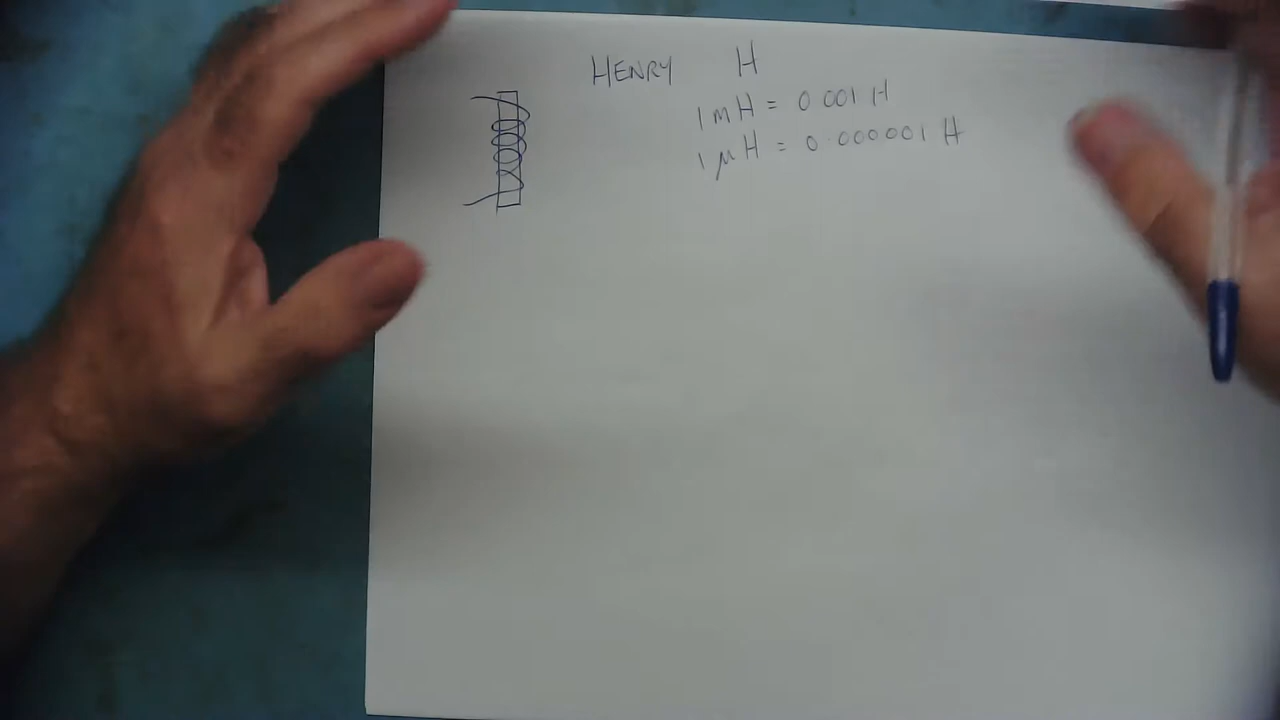 HENRY H
1 mH = 0.001 H
1 μH = 0.000001 H